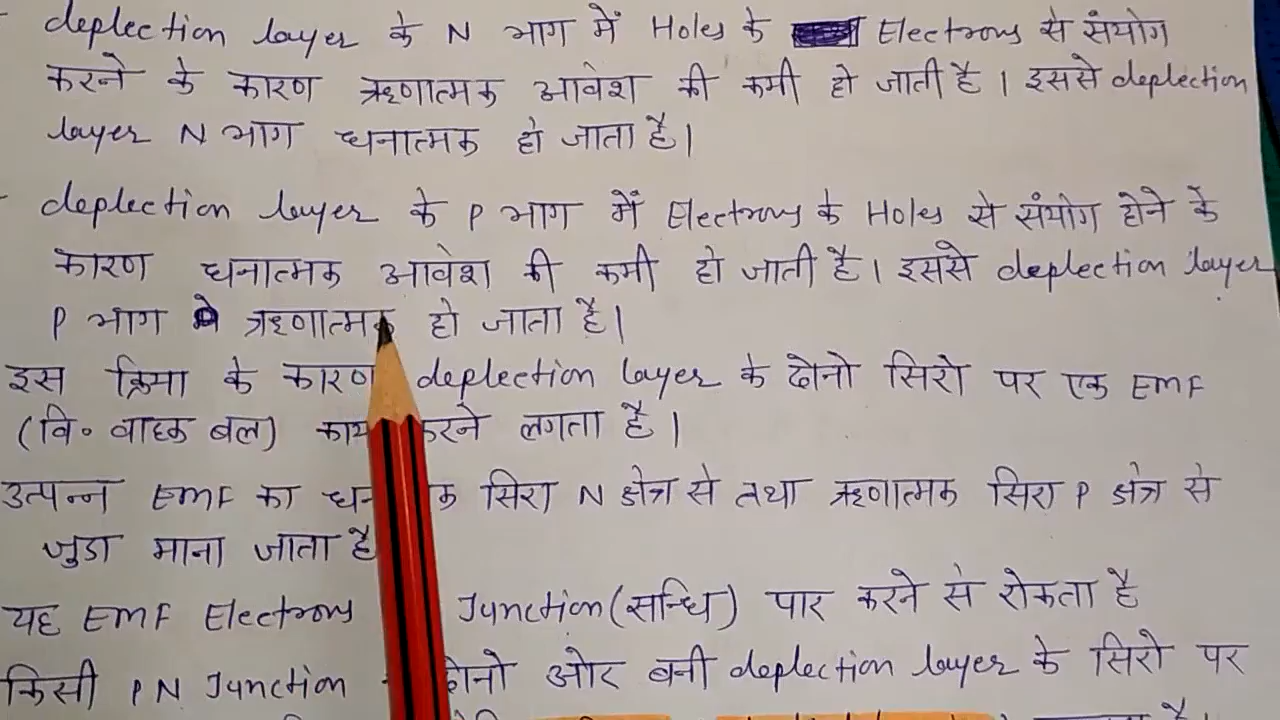 deplection layer के N भाग में Holes के Electrons से संयोग
करने के कारण ऋणात्मक आवेश की कमी हो जाती है। इससे deplection
layer N भाग धनात्मक हो जाता है।
deplection layer के P भाग में Electrons के Holes से संयोग होने के
कारण धनात्मक आवेश की कमी हो जाती है। इससे deplection layer
P भाग ऋणात्मक हो जाता है।
इस क्रिया के कारण deplection layer के दोनो सिरो पर एक EMF
(वि॰ वाहक बल) करने लगता है।
उत्पन्न EMF का सिरा N क्षेत्र से तथा ऋणात्मक सिरा P क्षेत्र से
जुडा माना जाता है
यह EMF Electrons Junction (सन्धि) पार करने से रोकता है
किसी PN Junction दोनो ओर बनी deplection layer के सिरो पर